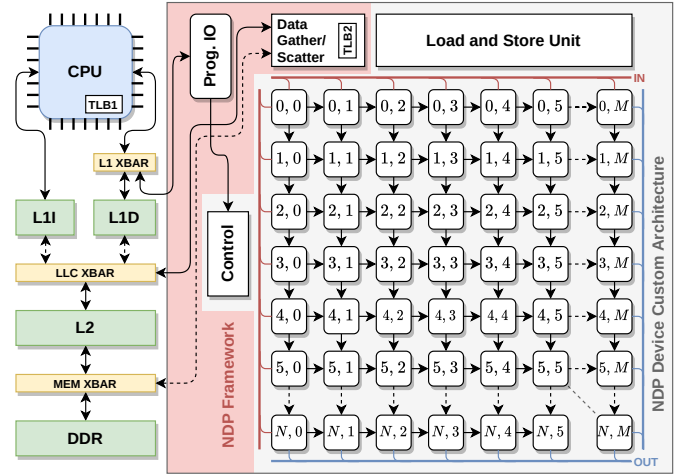 CPU
TLB1
Prog. IO
Data
Gather/
Scatter
TLB2
Load and Store Unit
IN
L1 XBAR
L1I
L1D
LLC XBAR
L2
MEM XBAR
DDR
Control
NDP Framework
0, 0 0, 1 0, 2 0, 3 0, 4 0, 5 0, M
1, 0 1, 1 1, 2 1, 3 1, 4 1, 5 1, M
2, 0 2, 1 2, 2 2, 3 2, 4 2, 5 2, M
3, 0 3, 1 3, 2 3, 3 3, 4 3, 5 3, M
4, 0 4, 1 4, 2 4, 3 4, 4 4, 5 4, M
5, 0 5, 1 5, 2 5, 3 5, 4 5, 5 5, M
N, 0 N, 1 N, 2 N, 3 N, 4 N, 5 N, M
OUT
NDP Device Custom Architecture